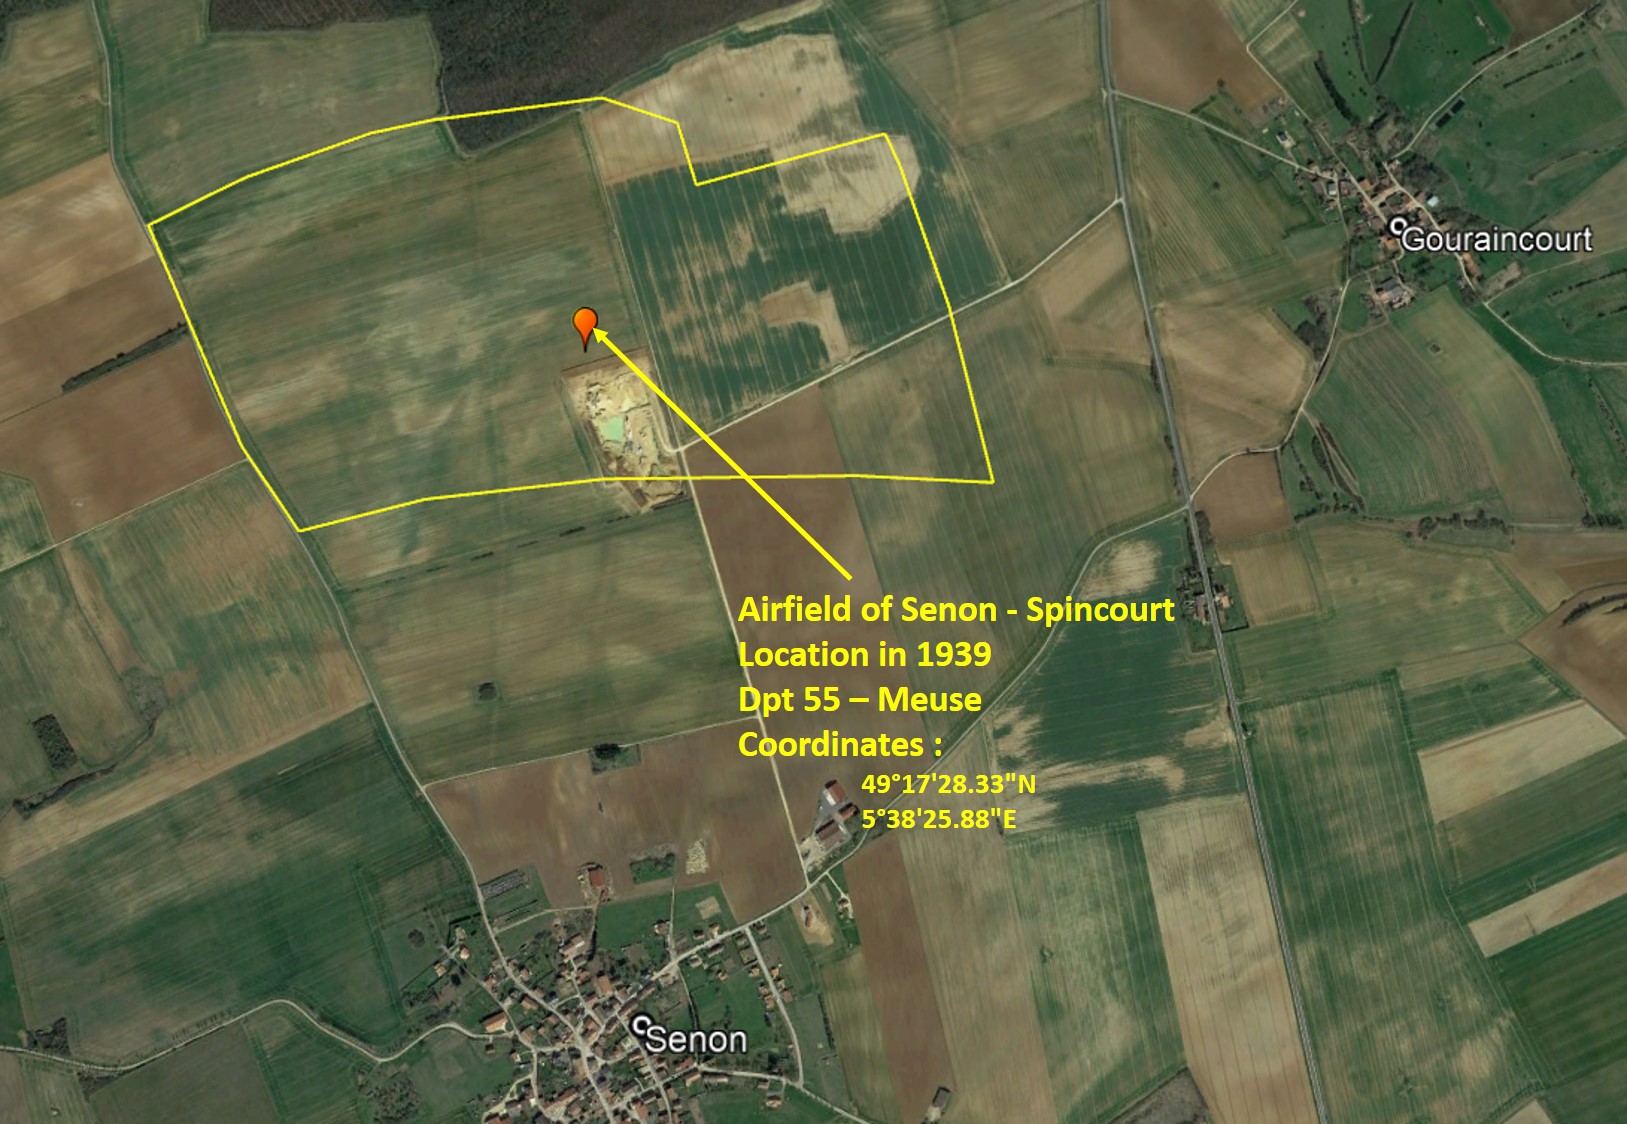 Gouraincourt
Airfield of Senon - Spincourt
Location in 1939
Dpt 55 – Meuse
Coordinates :
49°17'28.33"N
5°38'25.88"E
Senon